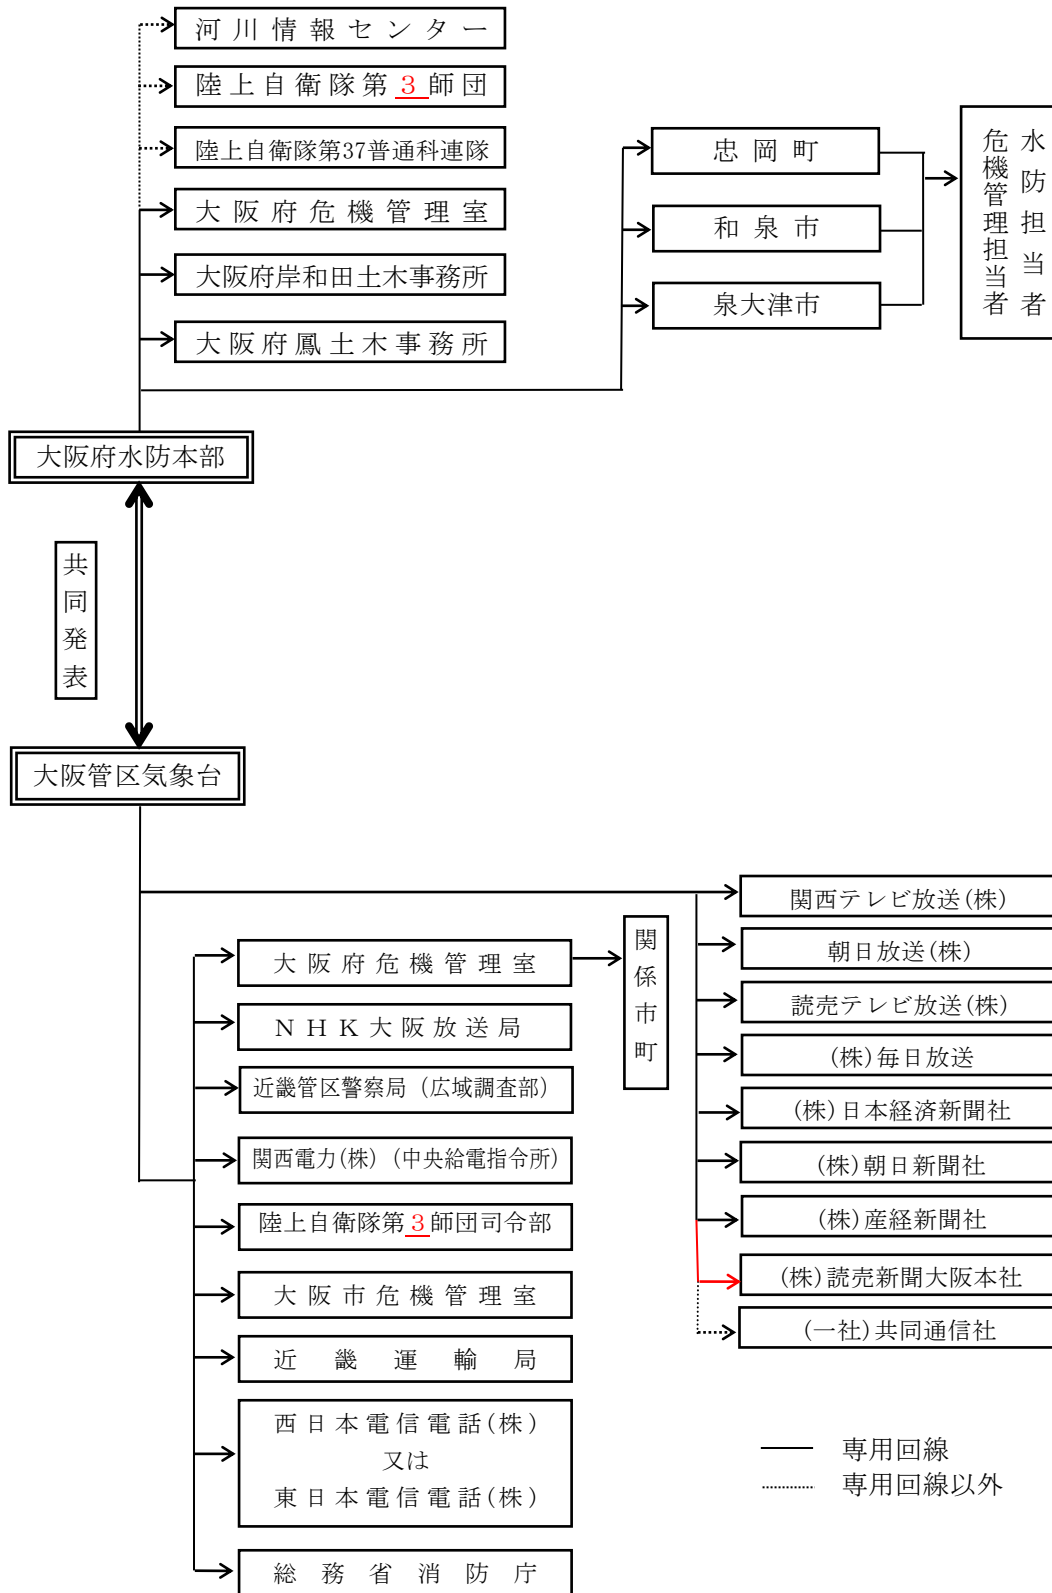 河川情報センター
陸上自衛隊第３師団
陸上自衛隊第37普通科連隊
大阪府危機管理室
大阪府岸和田土木事務所
大阪府鳳土木事務所
忠岡町
和泉市
泉大津市
水防担当者
危機管理担当者
大阪府水防本部
共同発表
大阪管区気象台
関西テレビ放送(株)
朝日放送(株)
読売テレビ放送(株)
(株)毎日放送
(株)日本経済新聞社
(株)朝日新聞社
(株)産経新聞社
(株)読売新聞大阪本社
(一社)共同通信社
大阪府危機管理室
関係市町
ＮＨＫ大阪放送局
近畿管区警察局（広域調査部）
関西電力(株)（中央給電指令所）
陸上自衛隊第３師団司令部
大阪市危機管理室
近畿運輸局
西日本電信電話(株)
又は
東日本電信電話(株)
総務省消防庁
専用回線
専用回線以外